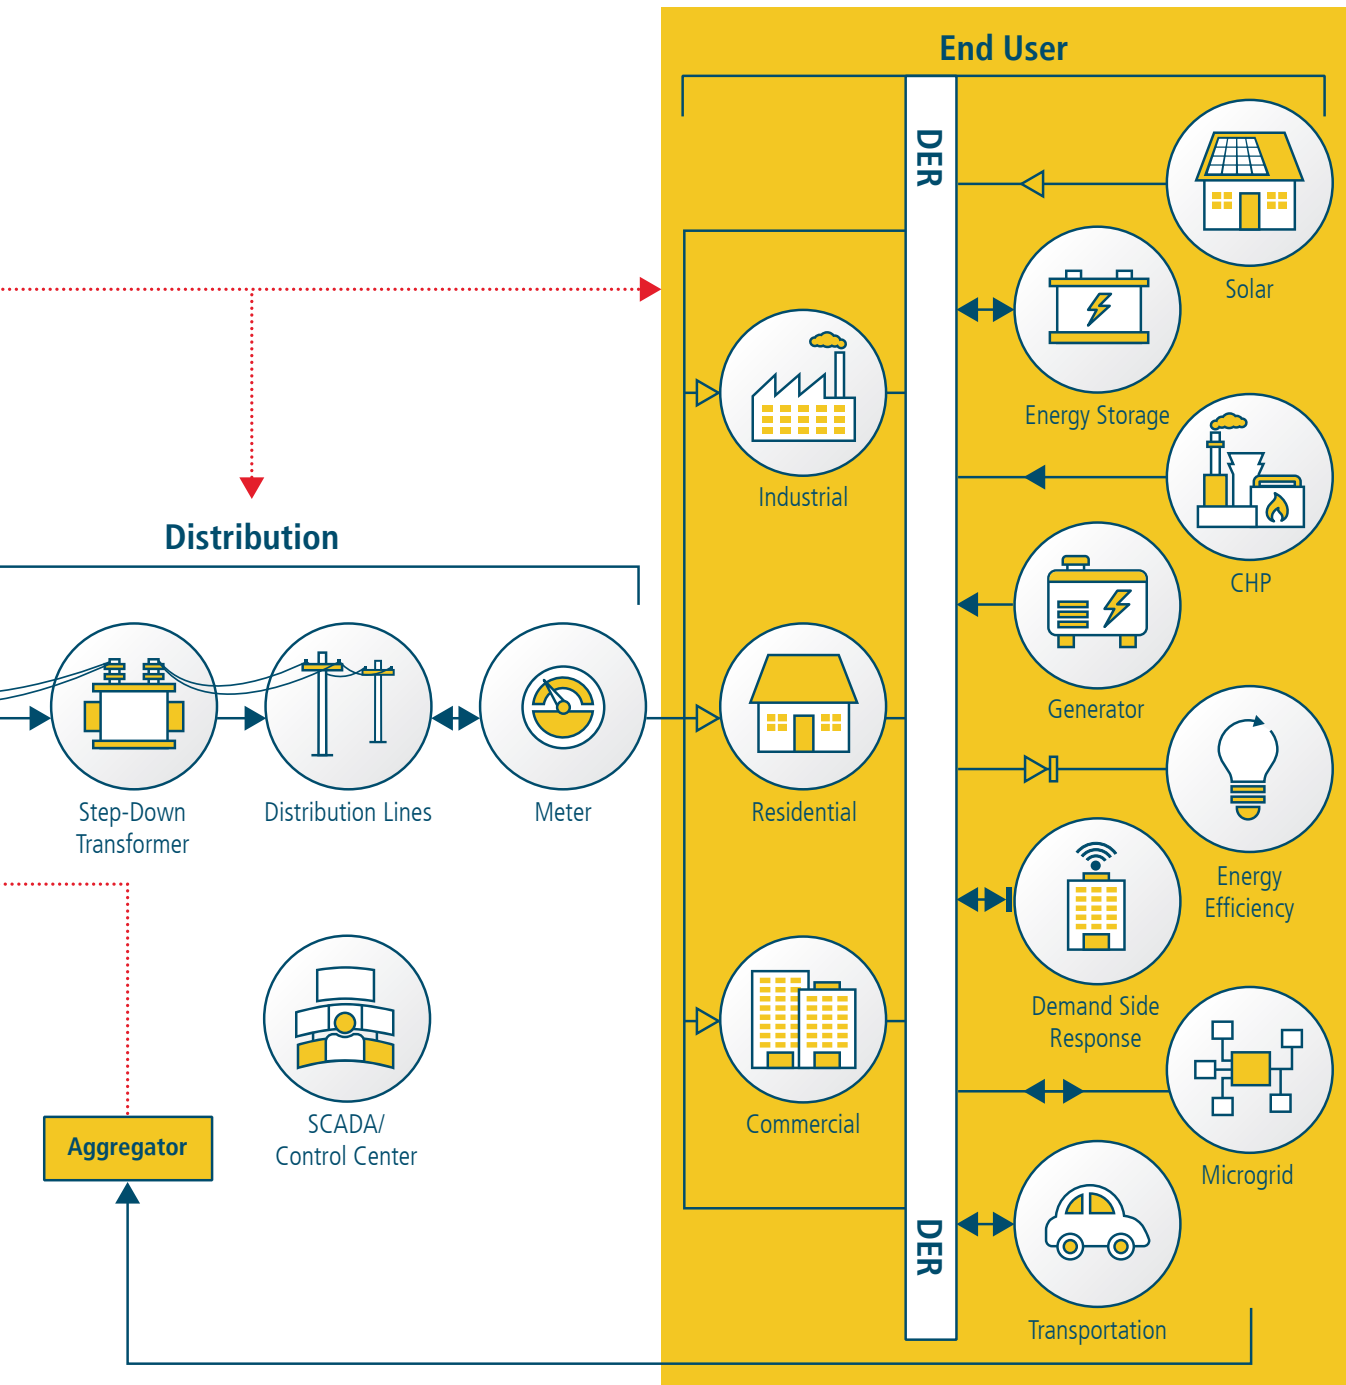 End User
DER
Solar
Energy Storage
Industrial
CHP
Distribution
Generator
Step-Down
Transformer
Distribution Lines
Meter
Residential
Energy
Efficiency
Demand Side
Response
SCADA/
Control Center
Commercial
Aggregator
Microgrid
DER
Transportation